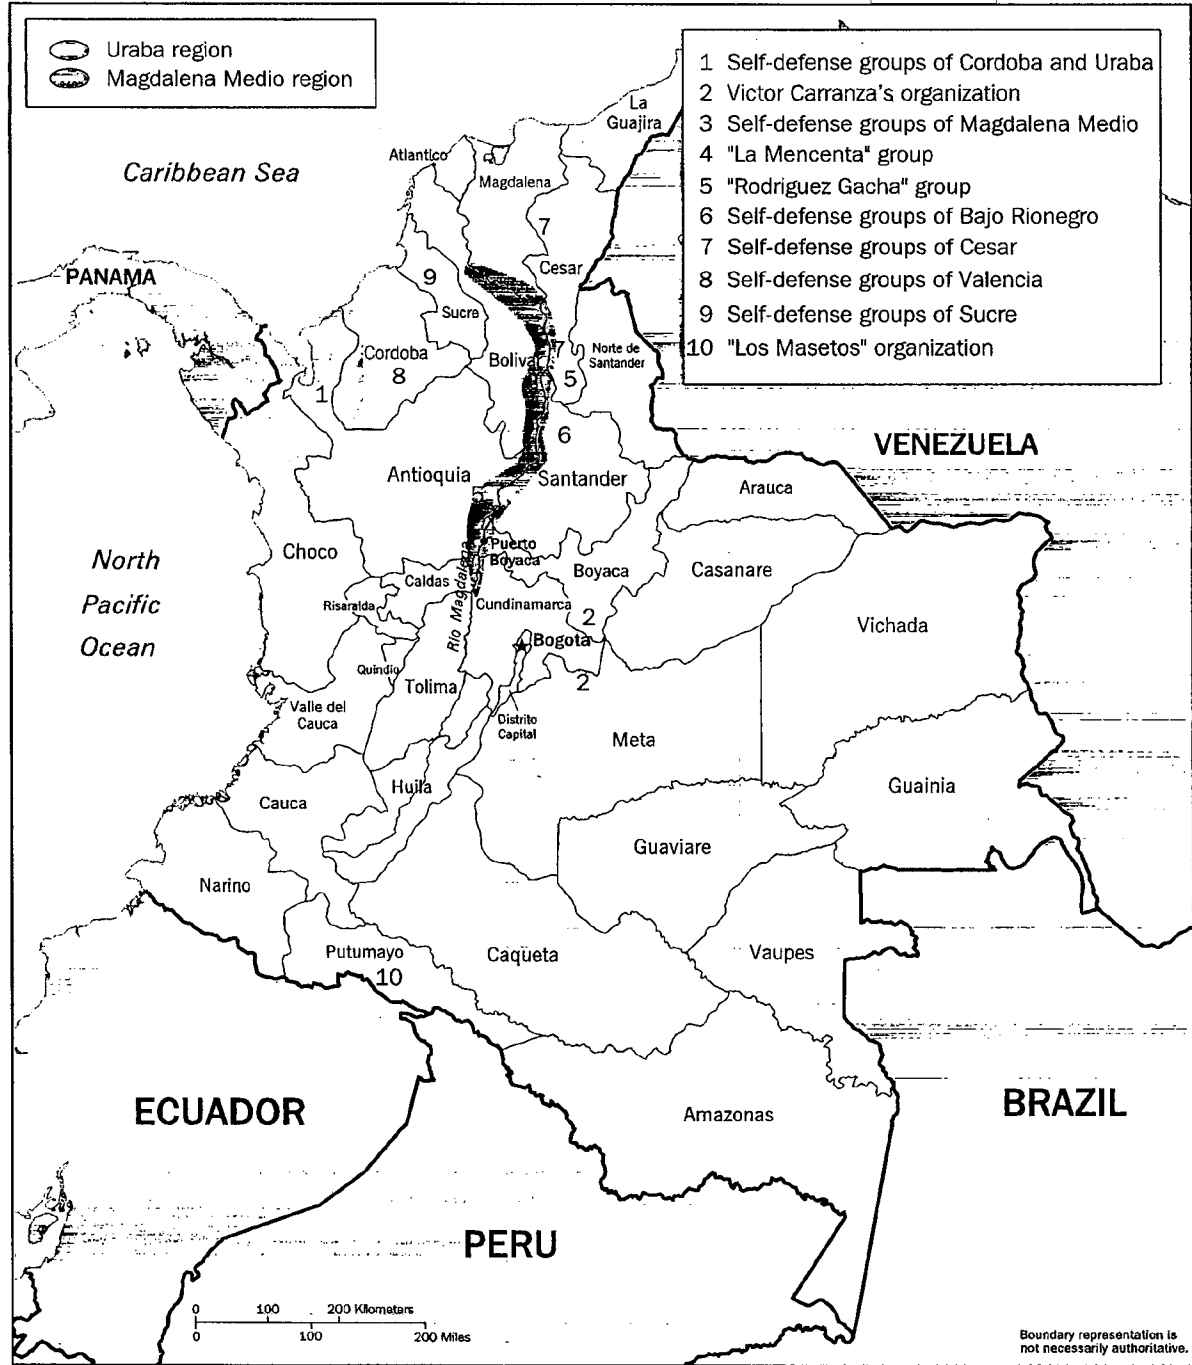 Uraba region
Magdalena Medio region
1 Self-defense groups of Cordoba and Uraba
2 Victor Carranza's organization
3 Self-defense groups of Magdalena Medio
4 "La Mencenta" group
5 "Rodriguez Gacha" group
6 Self-defense groups of Bajo Rionegro
7 Self-defense groups of Cesar
8 Self-defense groups of Valencia
9 Self-defense groups of Sucre
10 "Los Masetos" organization
La
Guajira
Atlantico
Magdalena
Caribbean Sea
7
Cesar
PANAMA
9
Sucre
Cordoba
8
Bolivar
7
Norte de
Santander
5
1
6
VENEZUELA
Antioquia
Santander
Arauca
Choco
Puerto
Boyaca
Boyaca
Casanare
North
Pacific
Ocean
Caldas
Risaralda
Rio Magdalena
Cundinamarca
2
Vichada
Bogota
Quindio
Tolima
2
Valle del
Cauca
Distrito
Capital
Meta
Huila
Cauca
Guainia
Guaviare
Narino
Putumayo
10
Caqueta
Vaupes
ECUADOR
Amazonas
BRAZIL
PERU
0 100 200 Kilometers
0 100 200 Miles
Boundary representation is
not necessarily authoritative.